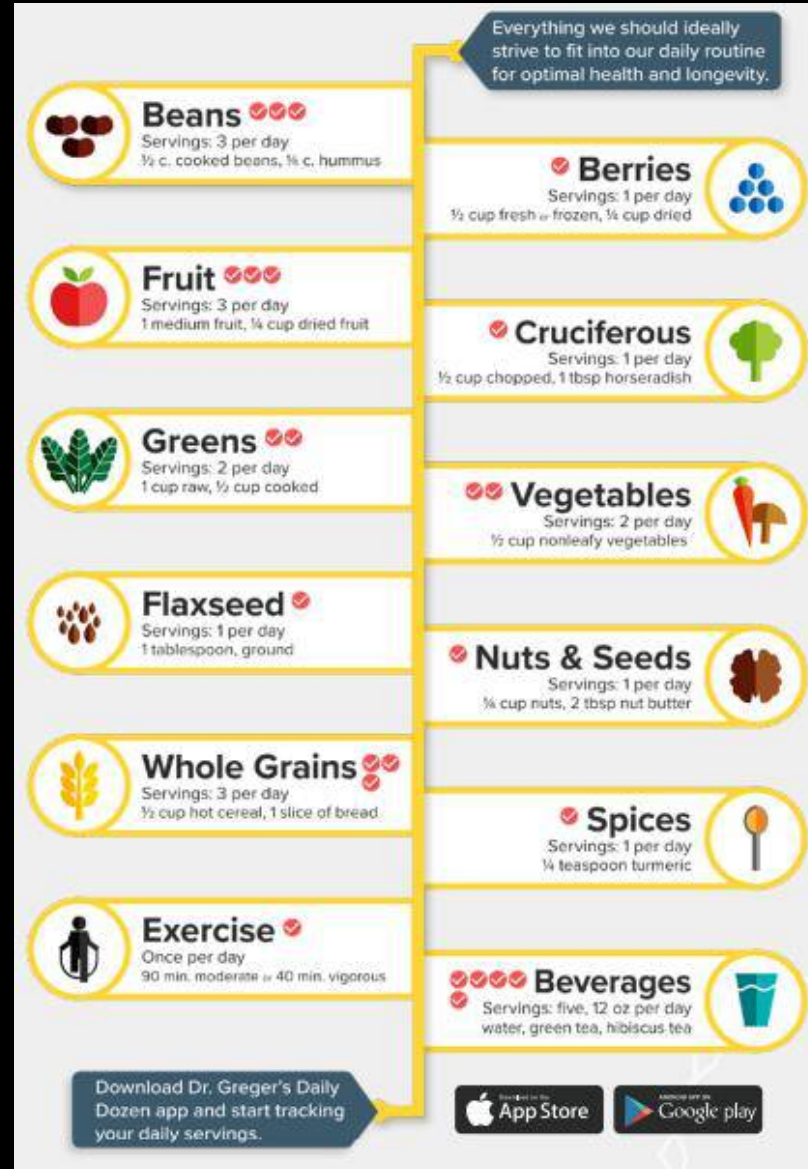 Everything we should ideally
strive to fit into our daily routine
for optimal health and longevity.
Beans
Servings: 3 per day
½ c. cooked beans, ¼ c. hummus
Berries
Servings: 1 per day
½ cup fresh or frozen, ¼ cup dried
Fruit
Servings: 3 per day
1 medium fruit, ¼ cup dried fruit
Cruciferous
Servings: 1 per day
½ cup chopped, 1 tbsp horseradish
Greens
Servings: 2 per day
1 cup raw, ½ cup cooked
Vegetables
Servings: 2 per day
½ cup nonleafy vegetables
Flaxseed
Servings: 1 per day
1 tablespoon, ground
Nuts & Seeds
Servings: 1 per day
¼ cup nuts, 2 tbsp nut butter
Whole Grains
Servings: 3 per day
½ cup hot cereal, 1 slice of bread
Spices
Servings: 1 per day
¼ teaspoon turmeric
Exercise
Once per day
90 min. moderate or 40 min. vigorous
Beverages
Servings: five, 12 oz per day
water, green tea, hibiscus tea
Download Dr. Greger's Daily
Dozen app and start tracking
your daily servings.
Download on the
App Store
ANDROID APP ON
Google play